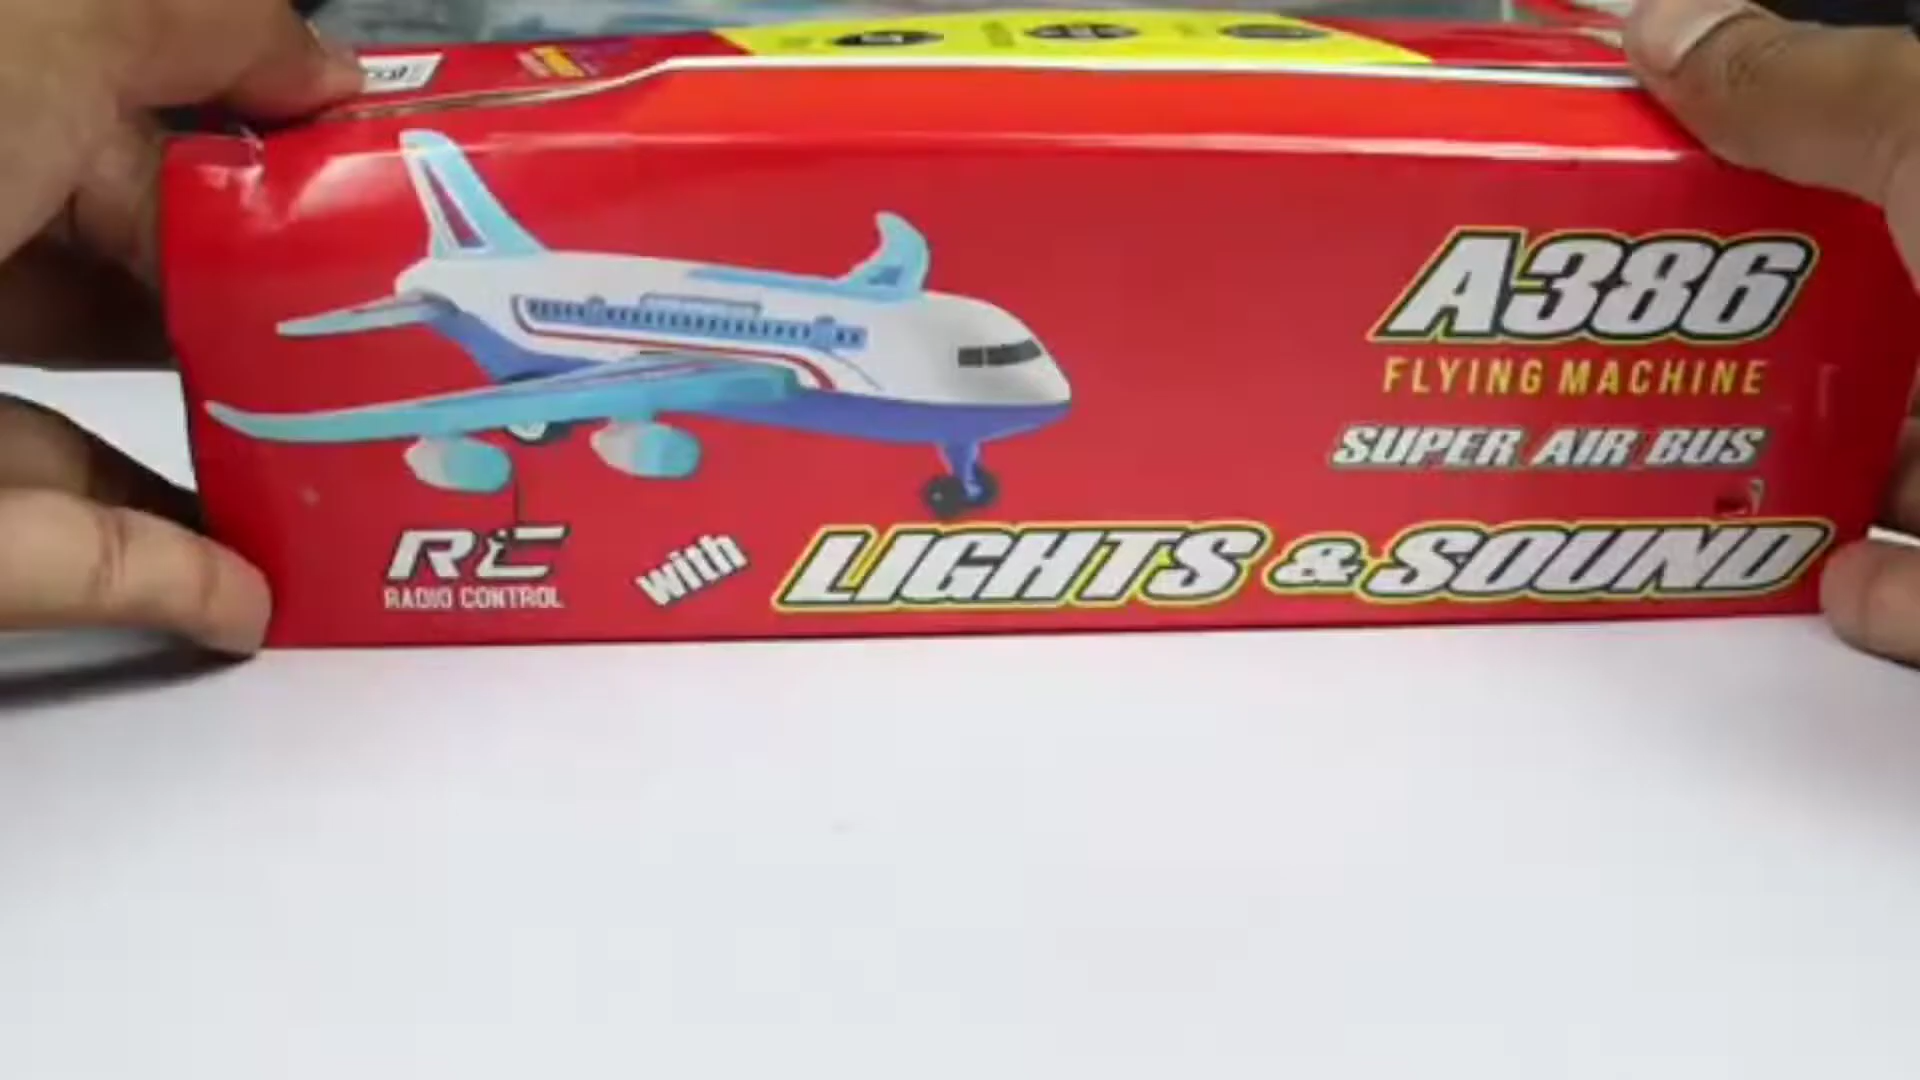 A386
FLYING MACHINE
SUPER AIR BUS
RC
RADIO CONTROL
with
LIGHTS & SOUND